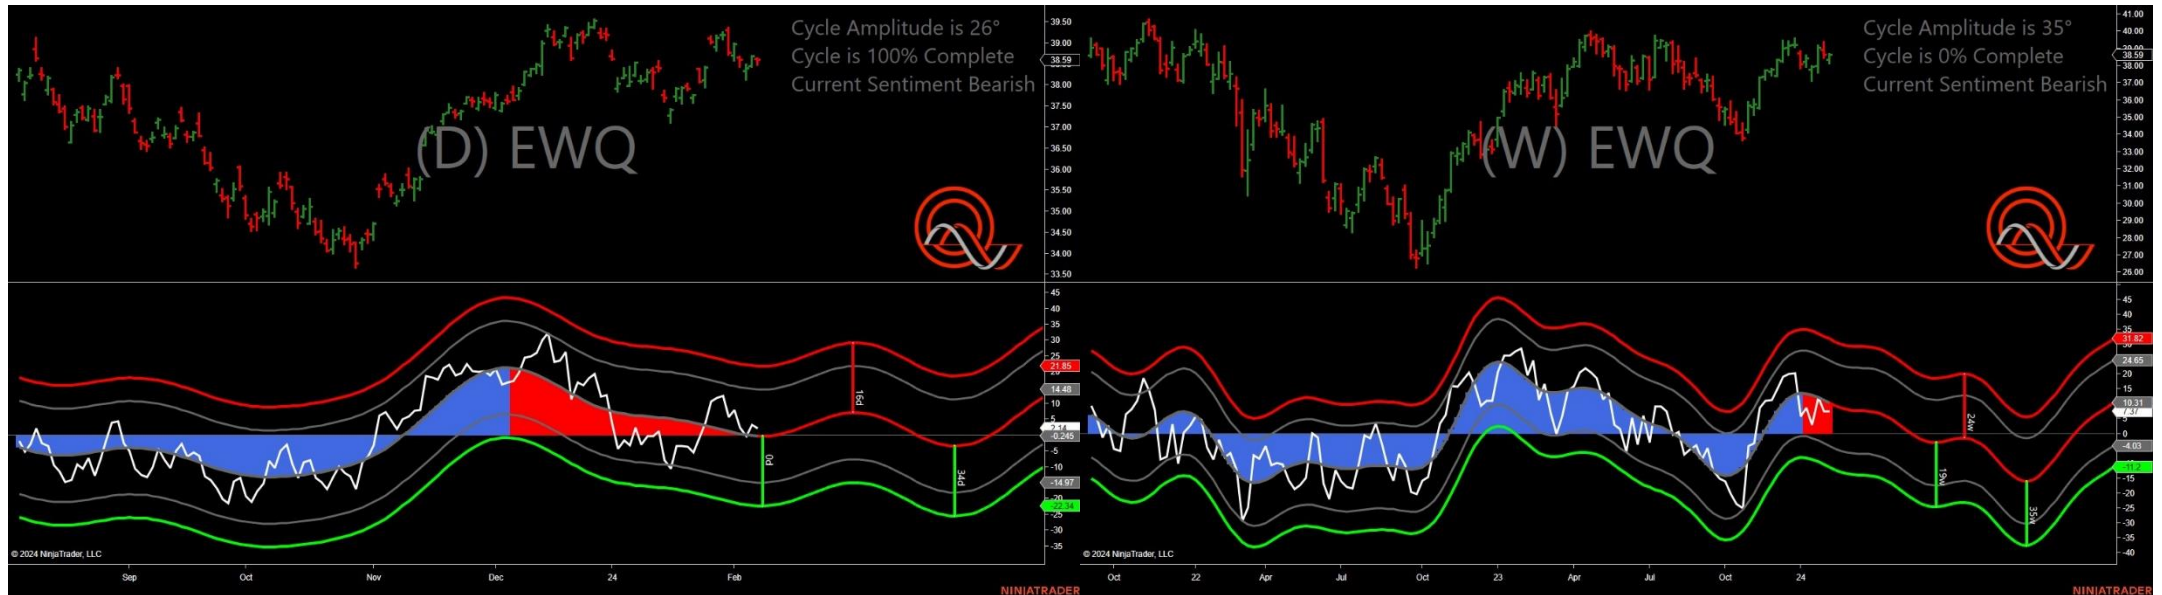 Cycle Amplitude is 26°
Cycle is 100% Complete
Current Sentiment Bearish
(D) EWQ
39.50
39.00
38.59
38.00
37.50
37.00
36.50
36.00
35.50
35.00
34.50
34.00
33.50
45
40
35
30
25
21.85
14.48
10
5
2.14
-0.245
-5
-10
-14.97
-20
-22.34
-25
-30
-35
16d
0d
34d
© 2024 NinjaTrader, LLC
Sep
Oct
Nov
Dec
24
Feb
NINJATRADER
Cycle Amplitude is 35°
Cycle is 0% Complete
Current Sentiment Bearish
(W) EWQ
41.00
40.00
38.59
38.00
37.00
36.00
35.00
34.00
33.00
32.00
31.00
30.00
29.00
28.00
27.00
26.00
45
40
35
31.82
24.65
20
15
10.31
7.37
5
0
-4.03
-11.2
-15
-20
-25
-30
-35
-40
24w
19w
35w
© 2024 NinjaTrader, LLC
Oct
22
Apr
Jul
Oct
23
Apr
Jul
Oct
24
NINJATRADER